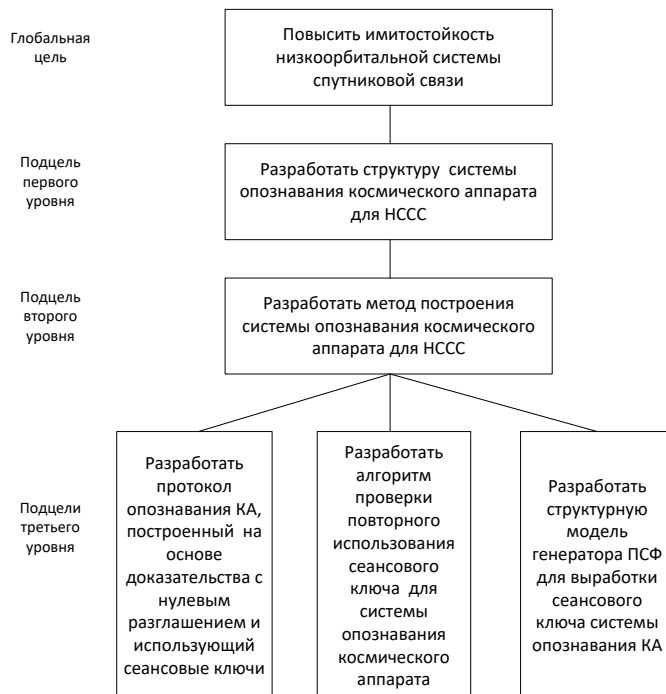 Глобальная
цель
Повысить имитостойкость
низкоорбитальной системы
спутниковой связи
Подцель
первого
уровня
Разработать структуру системы
опознавания космического аппарата
для НССС
Подцель
второго
уровня
Разработать метод построения
системы опознавания космического
аппарата для НССС
Подцели
третьего
уровня
Разработать
протокол
опознавания КА,
построенный на
основе
доказательства с
нулевым
разглашением и
использующий
сеансовые ключи
Разработать
алгоритм
проверки
повторного
использования
сеансового
ключа для
системы
опознавания
космического
аппарата
Разработать
структурную
модель
генератора ПСФ
для выработки
сеансового
ключа системы
опознавания КА